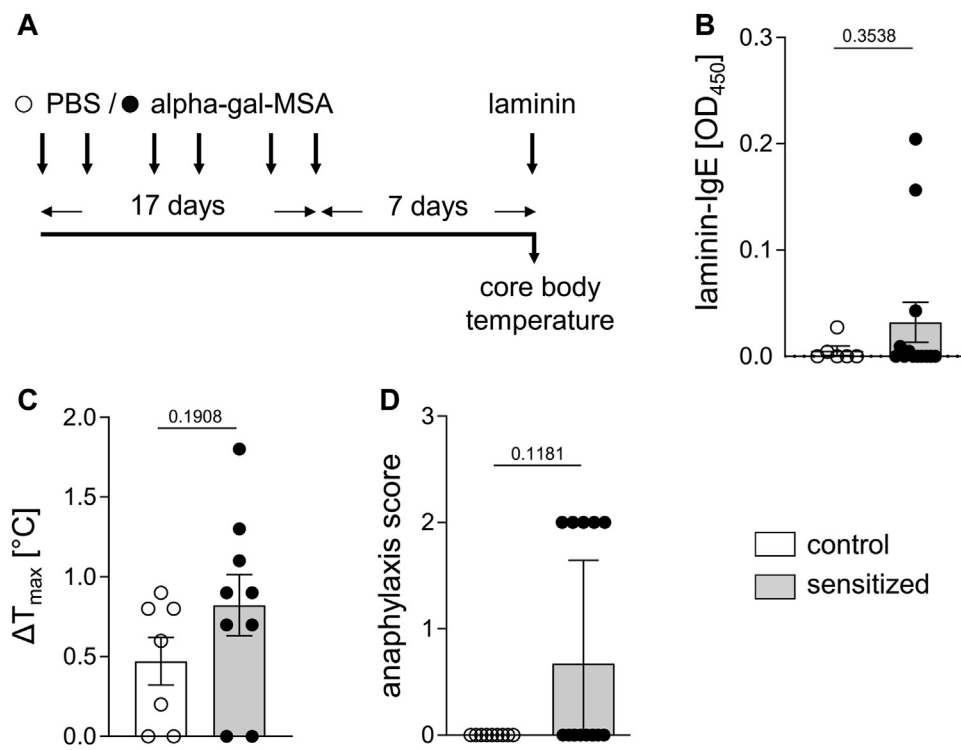 A
PBS / alpha-gal-MSA
laminin
17 days
7 days
core body
temperature
B
laminin-IgE [OD450]
0.3
0.2
0.1
0.0
0.3538
C
ΔTmax [°C]
2.0
1.5
1.0
0.5
0.0
0.1908
D
anaphylaxis score
3
2
1
0
0.1181
control
sensitized